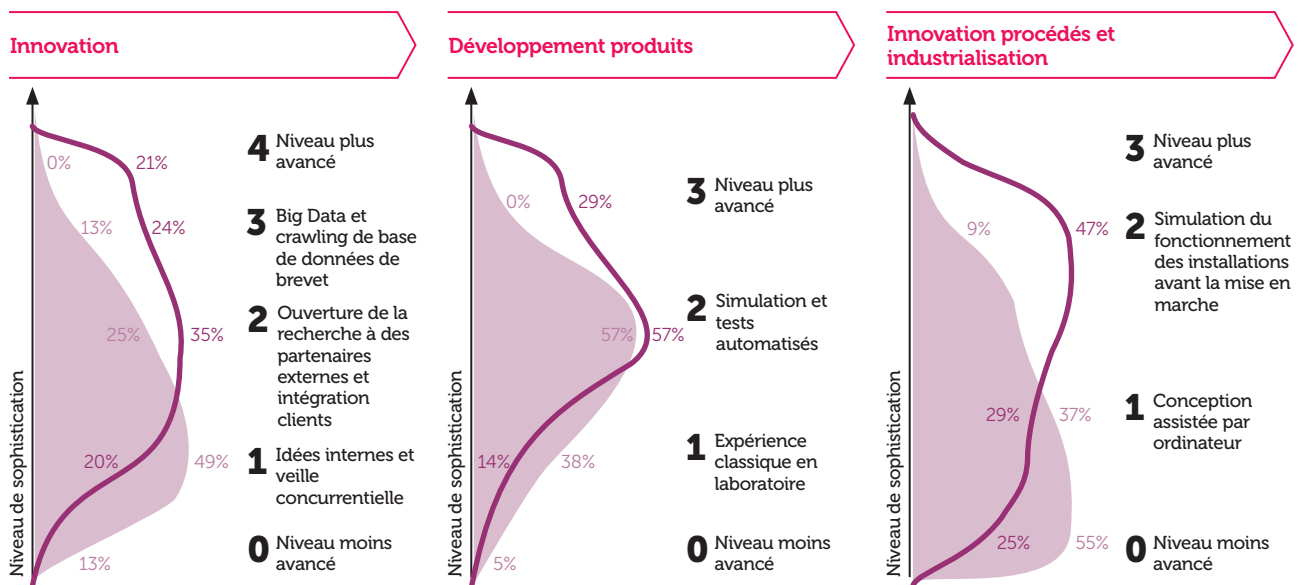 Innovation
Niveau de sophistication
0%
21%
13%
24%
25%
35%
20%
49%
13%
4 Niveau plus
avancé
3 Big Data et
crawling de base
de données de
brevet
2 Ouverture de la
recherche à des
partenaires
externes et
intégration
clients
1 Idées internes et
veille
concurrentielle
0 Niveau moins
avancé
Développement produits
Niveau de sophistication
0%
29%
57%
57%
14%
38%
5%
3 Niveau plus
avancé
2 Simulation et
tests
automatisés
1 Expérience
classique en
laboratoire
0 Niveau moins
avancé
Innovation procédés et
industrialisation
Niveau de sophistication
9%
47%
29%
37%
25%
55%
3 Niveau plus
avancé
2 Simulation du
fonctionnement
des installations
avant la mise en
marche
1 Conception
assistée par
ordinateur
0 Niveau moins
avancé